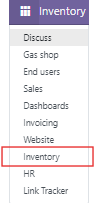 Inventory
Discuss
Gas shop
End users
Sales
Dashboards
Invoicing
Website
Inventory
HR
Link Tracker